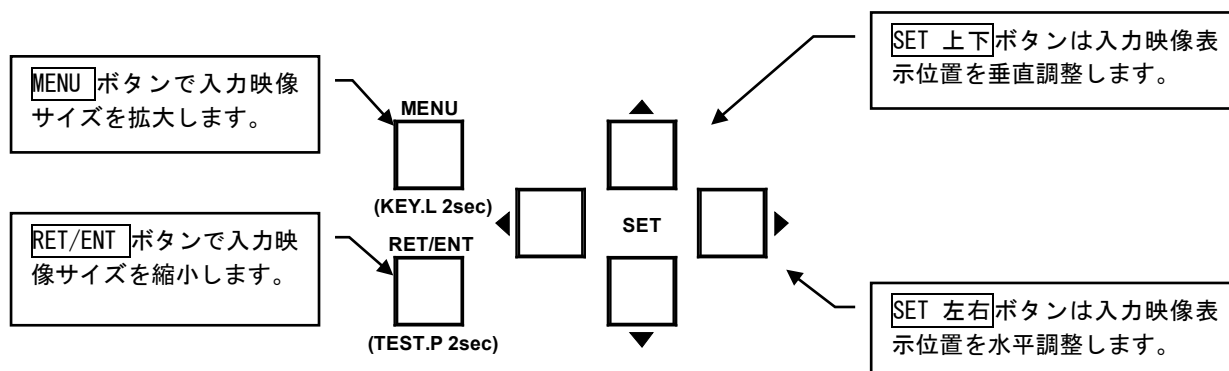 MENU ボタンで入力映像
サイズを拡大します。
RET/ENT ボタンで入力映
像サイズを縮小します。
MENU
(KEY.L 2sec)
RET/ENT
(TEST.P 2sec)
▲
◀
SET
▶
▼
SET 上下ボタンは入力映像表
示位置を垂直調整します。
SET 左右ボタンは入力映像表
示位置を水平調整します。